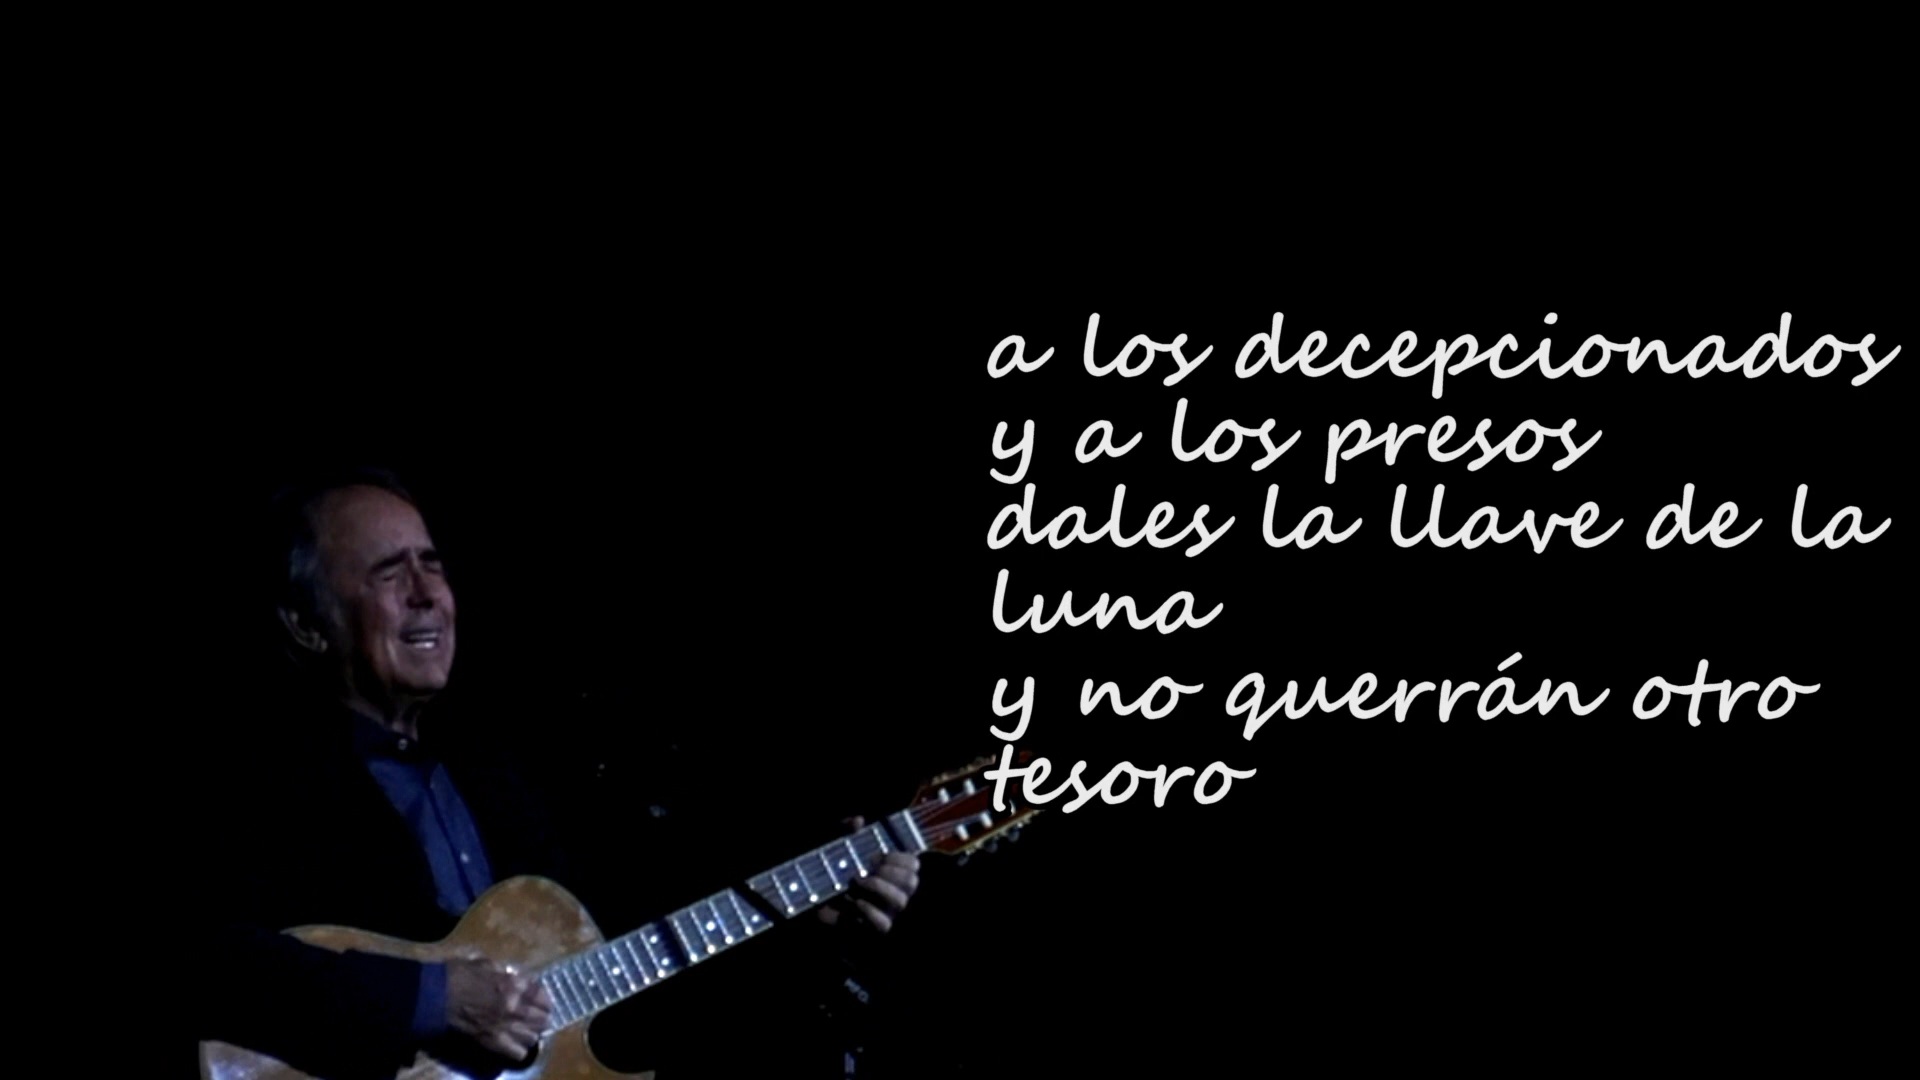 a los decepcionados
y a los presos
dales la llave de la
luna
y no querrán otro
tesoro